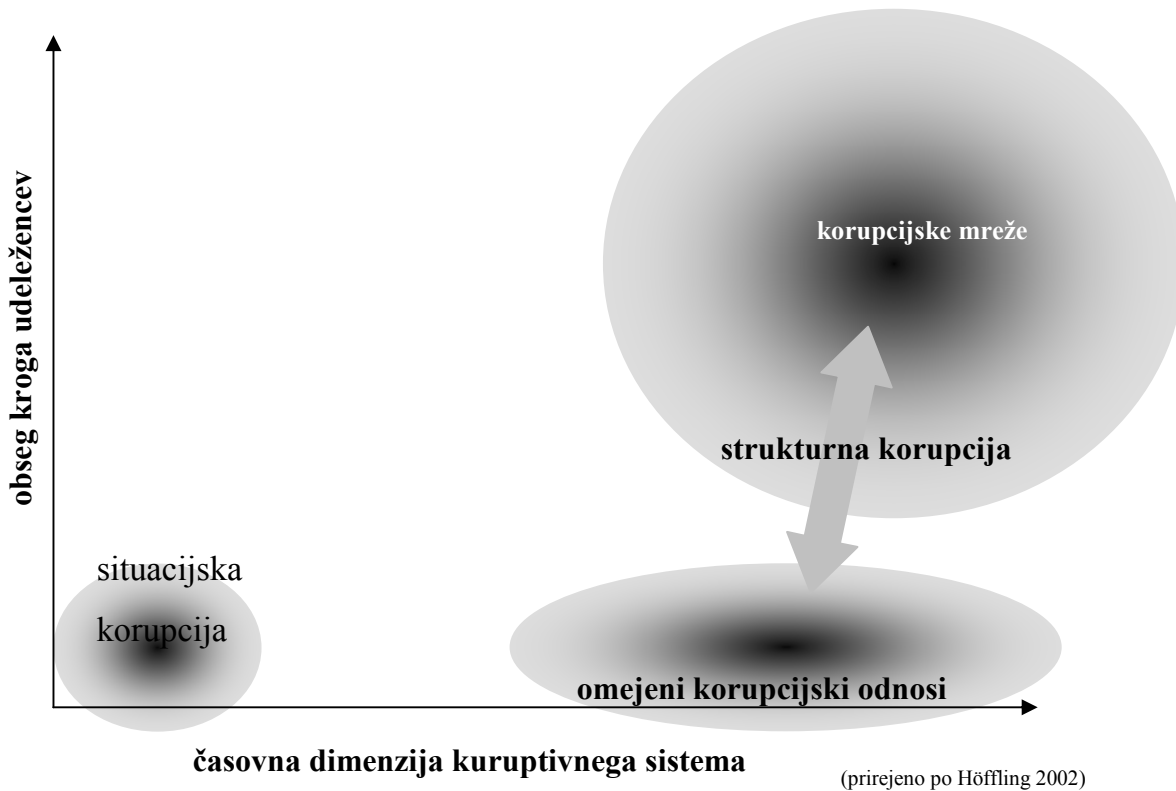 obseg kroga udeležencev
korupcijske mreže
strukturna korupcija
situacijska
korupcija
omejeni korupcijski odnosi
časovna dimenzija kuruptivnega sistema
(prirejeno po Höffling 2002)